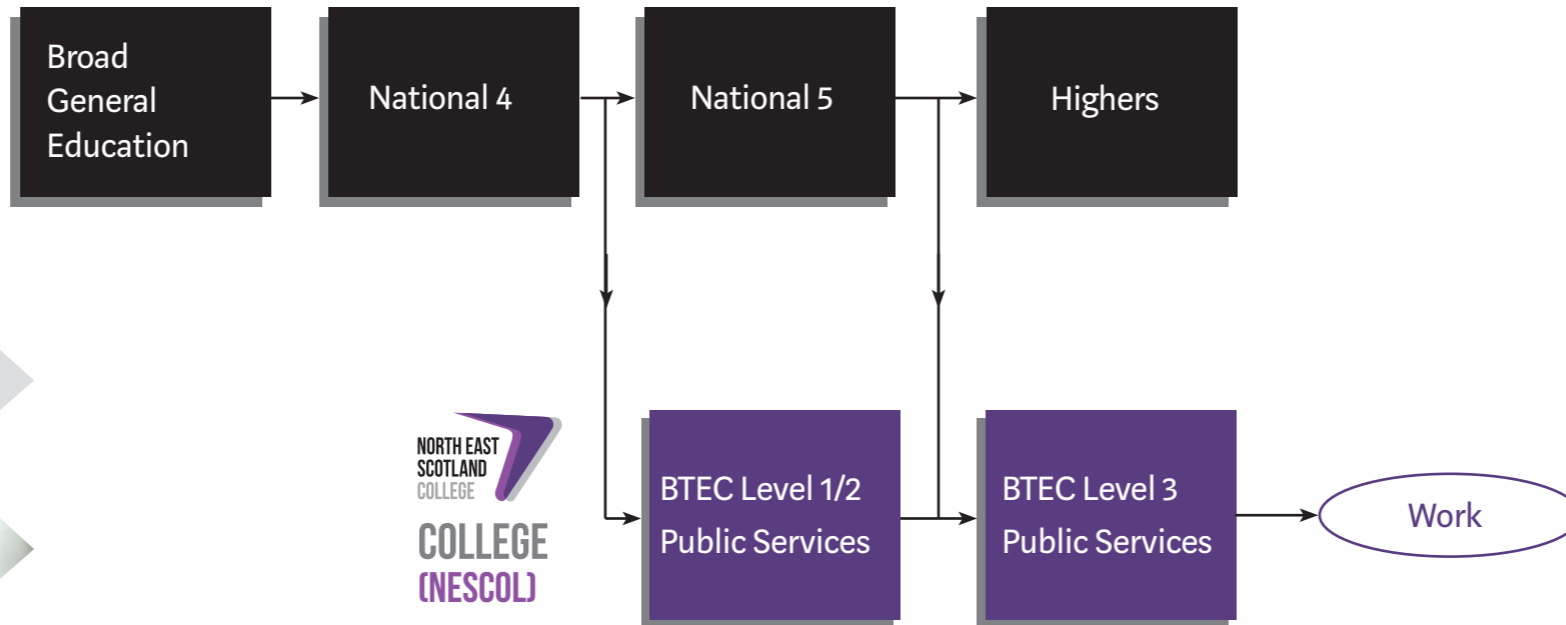 Broad
General
Education
National 4
National 5
Highers
NORTH EAST
SCOTLAND
COLLEGE
COLLEGE
(NESCOL)
BTEC Level 1/2
Public Services
BTEC Level 3
Public Services
Work